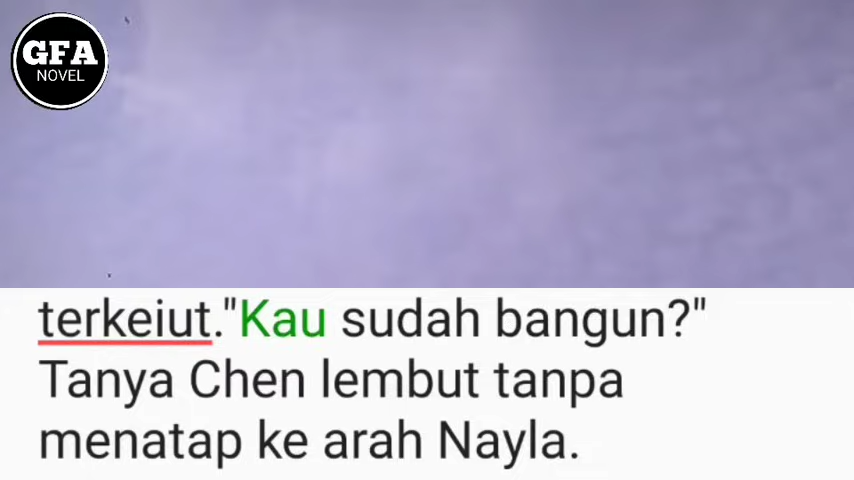 GFA
NOVEL
terkeiut."Kau sudah bangun?"
Tanya Chen lembut tanpa
menatap ke arah Nayla.